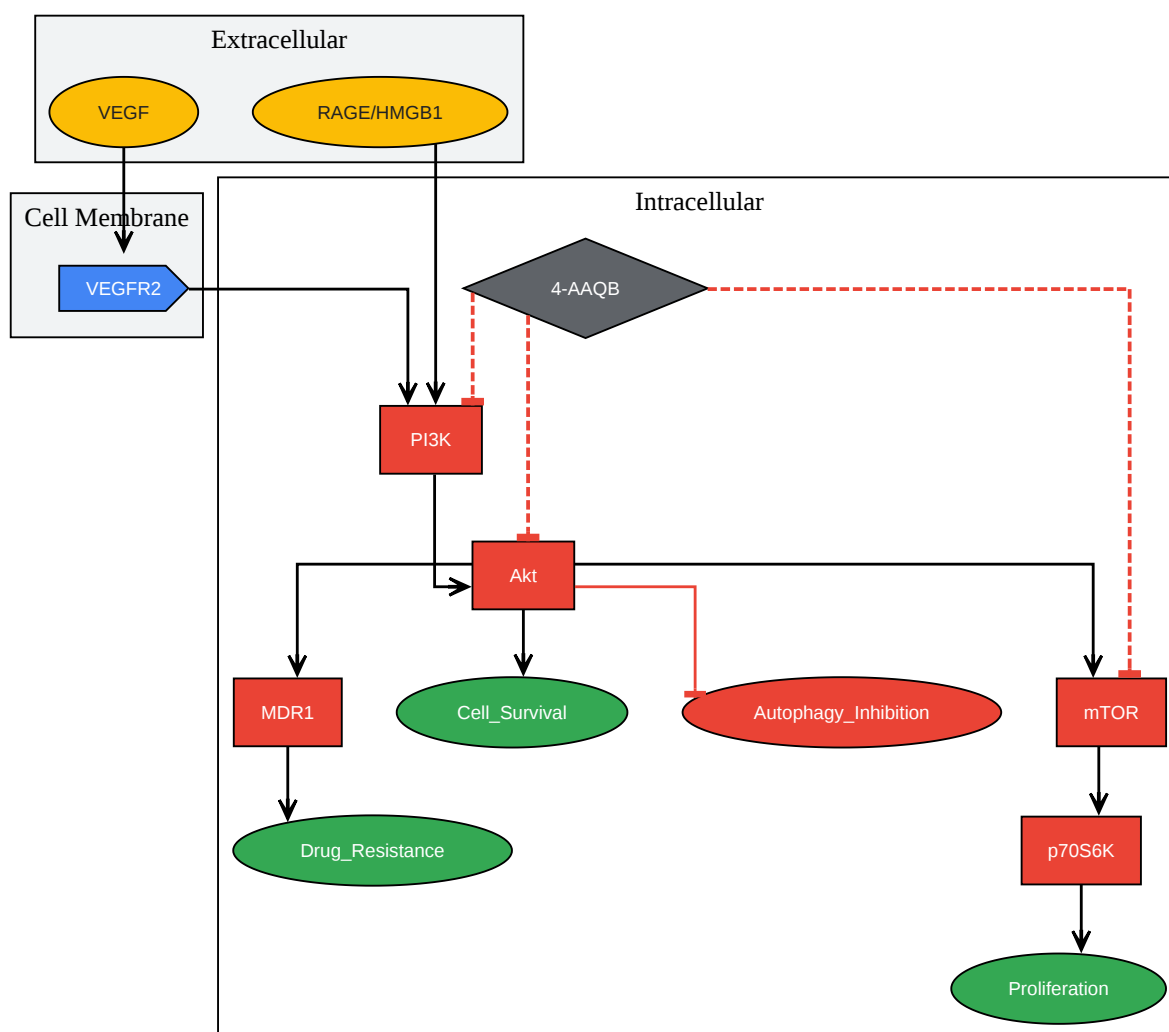 Extracellular
VEGF
RAGE/HMGB1
Cell Membrane
Intracellular
VEGFR2
4-AAQB
PI3K
Akt
MDR1
Cell_Survival
Autophagy_Inhibition
mTOR
Drug_Resistance
p70S6K
Proliferation